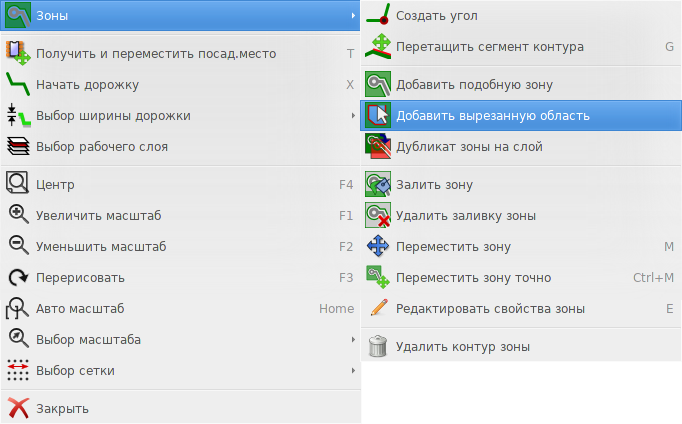 Зоны
Получить и переместить посад.место T
Начать дорожку X
Выбор ширины дорожки
Выбор рабочего слоя
Центр F4
Увеличить масштаб F1
Уменьшить масштаб F2
Перерисовать F3
Авто масштаб Home
Выбор масштаба
Выбор сетки
Закрыть
Создать угол
Перетащить сегмент контура G
Добавить подобную зону
Добавить вырезанную область
Дубликат зоны на слой
Залить зону
Удалить заливку зоны
Переместить зону M
Переместить зону точно Ctrl+M
Редактировать свойства зоны E
Удалить контур зоны